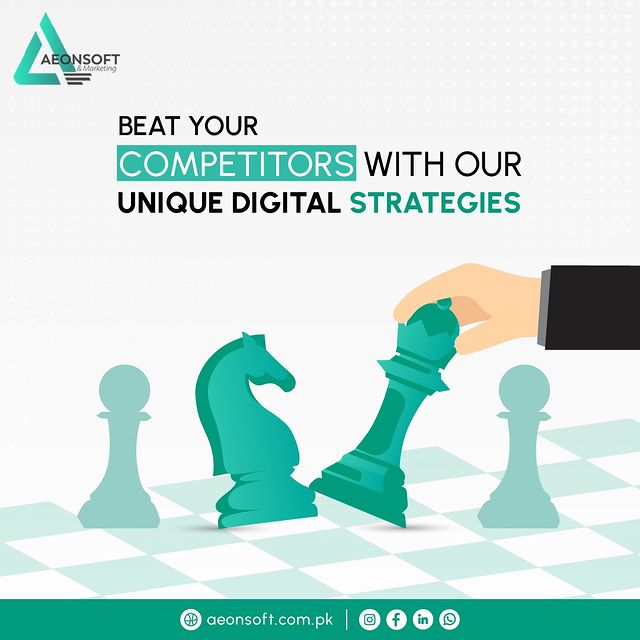 AEONSOFT
& Marketing
BEAT YOUR
COMPETITORS WITH OUR
UNIQUE DIGITAL STRATEGIES
aeonsoft.com.pk